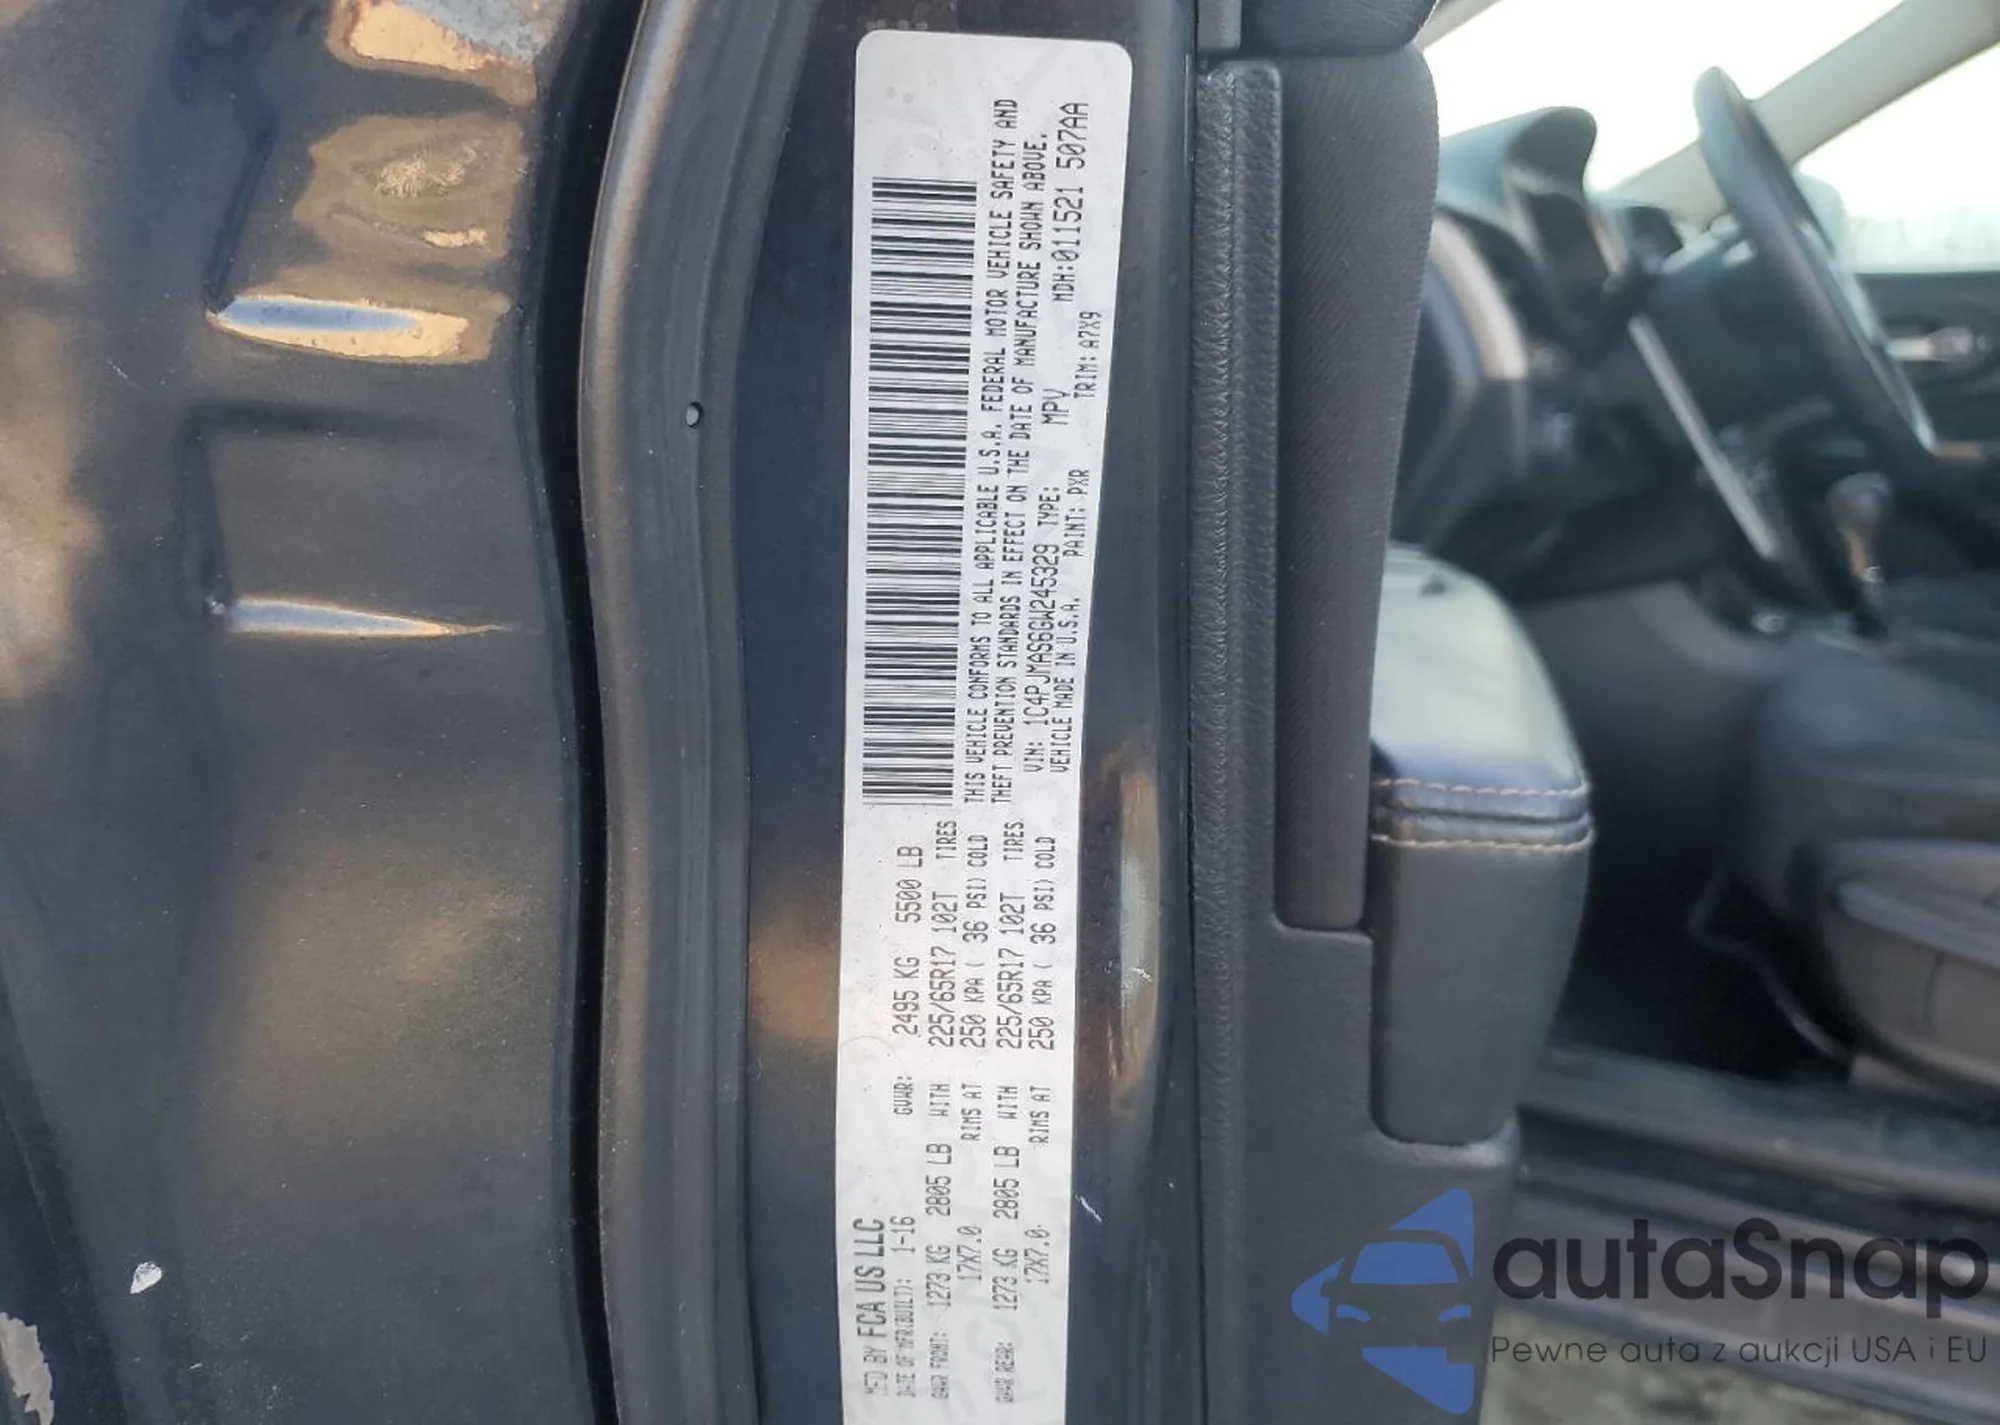 MFD BY FCA US LLC
DATE OF MFR(BUILT): 1-16 GVWR: 2495 KG 5500 LB
GAWR FRONT: 1273 KG 2805 LB WITH 225/65R17 102T TIRES
17X7.0 RIMS AT 250 KPA ( 36 PSI) COLD
GAWR REAR: 1273 KG 2805 LB WITH 225/65R17 102T TIRES
17X7.0 RIMS AT 250 KPA ( 36 PSI) COLD
THIS VEHICLE CONFORMS TO ALL APPLICABLE U.S.A. FEDERAL MOTOR VEHICLE SAFETY AND
THEFT PREVENTION STANDARDS IN EFFECT ON THE DATE OF MANUFACTURE SHOWN ABOVE.
VIN: 1C4PJMAS6GW245329 TYPE: MPV MDH:011521 507AA
VEHICLE MADE IN U.S.A. PAINT: PXR TRIM: A7X9
autaSnap
Pewne auta z aukcji USA i EU